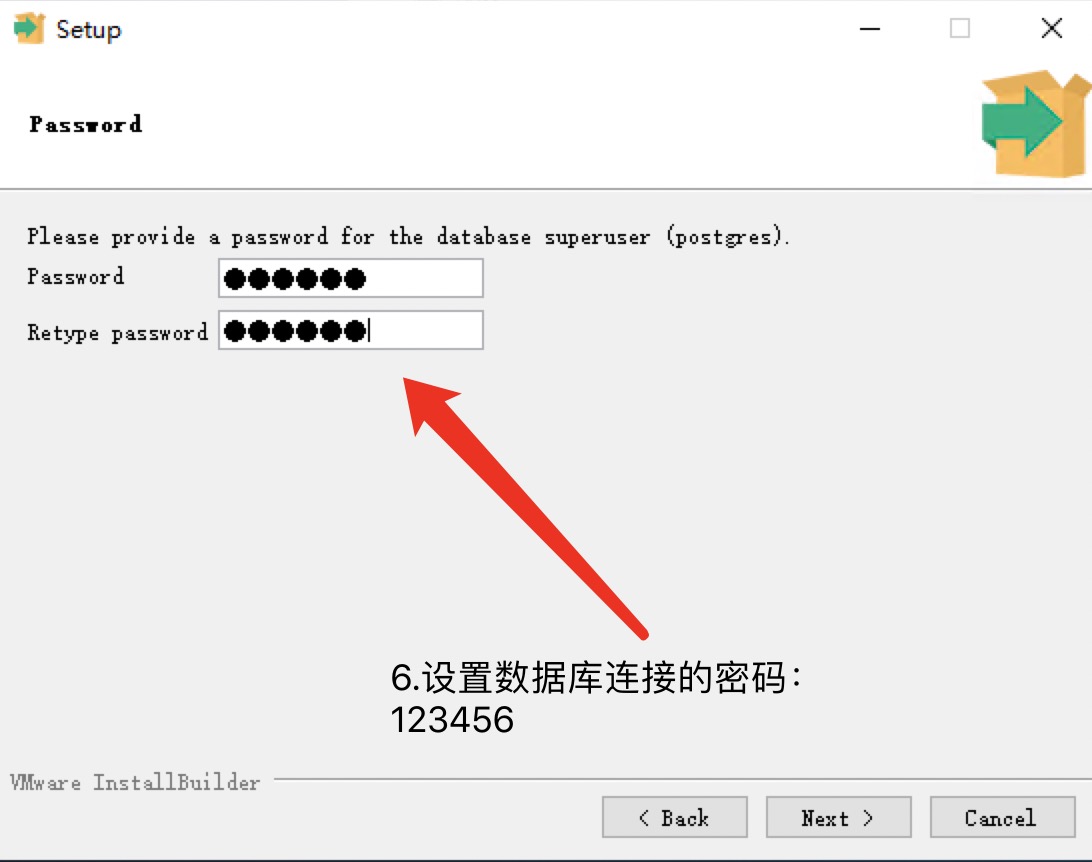 Setup
Password
Please provide a password for the database superuser (postgres).
Password
●●●●●●
Retype password
●●●●●●
6.设置数据库连接的密码：
123456
VMware InstallBuilder
< Back
Next >
Cancel